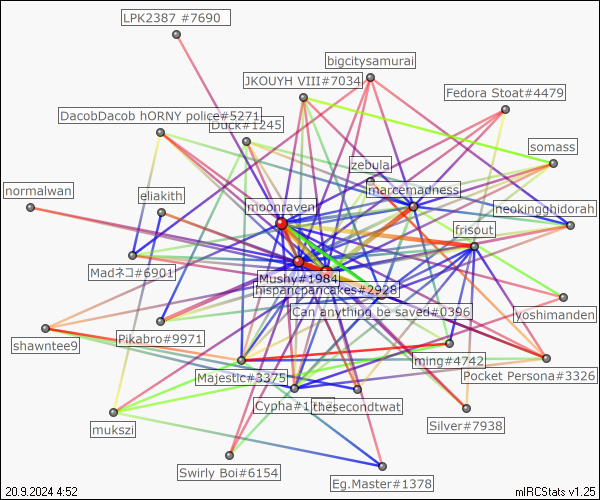 LPK2387 #7690
bigcitysamurai
JKOUYH VIII#7034
Fedora Stoat#4479
DacobDacob hORNY police#5271
Duck#1245
somass
zebula
marcemadness
normalwan
eliakith
moonraven
neokingghidorah
frisout
Madネコ#6901
Mushy#1984
hispanicpancakes#2928
Can anything be saved#0396
yoshimanden
Pikabro#9971
shawntee9
ming#4742
Majestic#3375
Pocket Persona#3326
thesecondtwat
mukszi
Silver#7938
Swirly Boi#6154
Eg.Master#1378
20.9.2024 4:52
mIRCStats v1.25